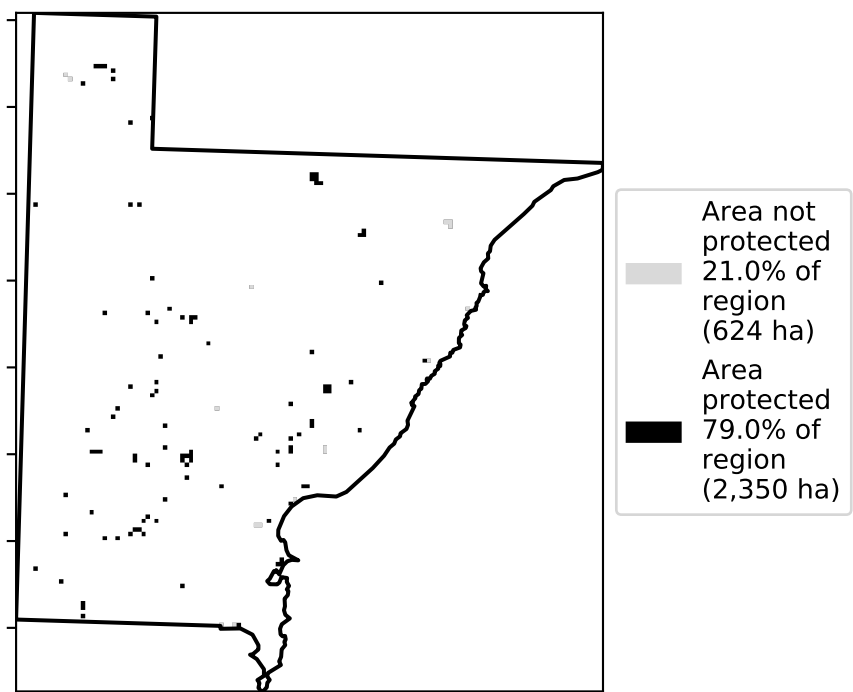 Area not
protected
21.0% of
region
(624 ha)
Area
protected
79.0% of
region
(2,350 ha)